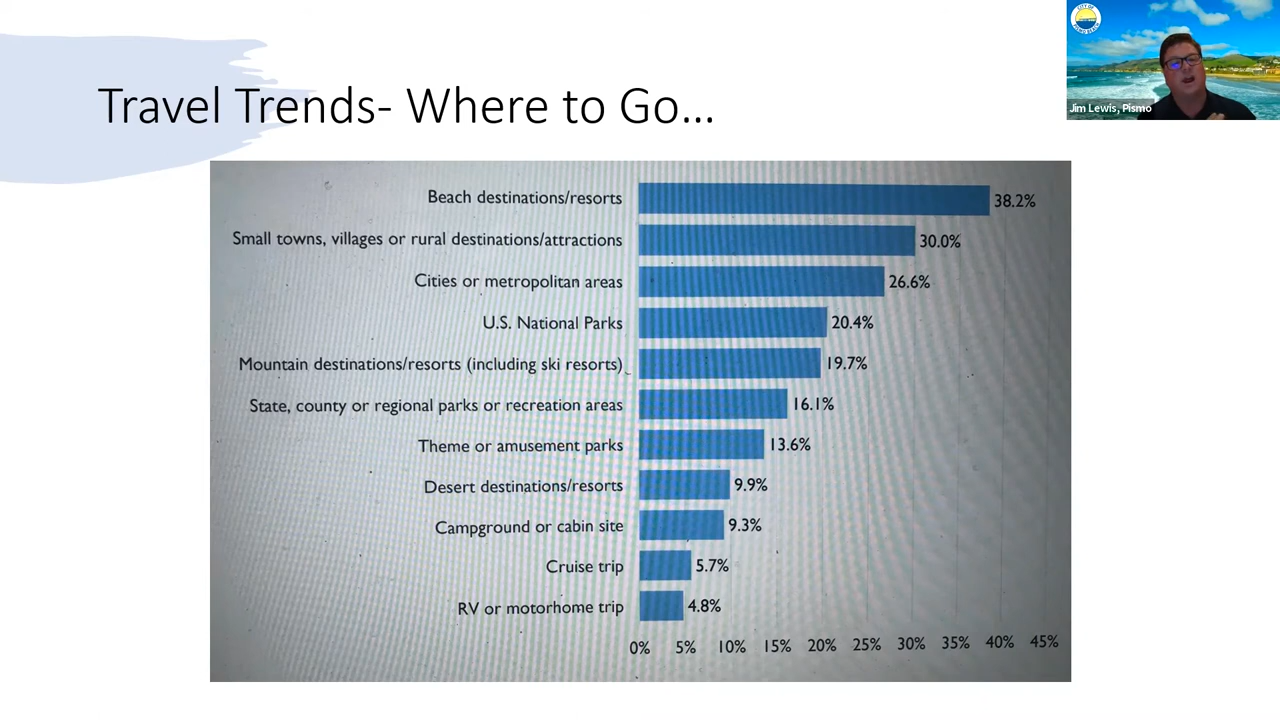 Travel Trends- Where to Go...
CITY OF
PISMO BEACH
Jim Lewis, Pismo
Beach destinations/resorts 38.2%
Small towns, villages or rural destinations/attractions 30.0%
Cities or metropolitan areas 26.6%
U.S. National Parks 20.4%
Mountain destinations/resorts (including ski resorts) 19.7%
State, county or regional parks or recreation areas 16.1%
Theme or amusement parks 13.6%
Desert destinations/resorts 9.9%
Campground or cabin site 9.3%
Cruise trip 5.7%
RV or motorhome trip 4.8%
0% 5% 10% 15% 20% 25% 30% 35% 40% 45%